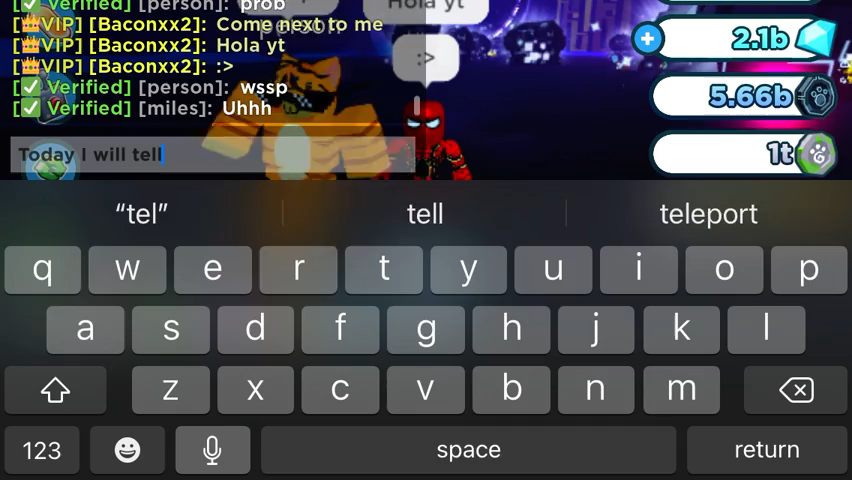 [✅ Verified] [person]: prob
[👑VIP] [Baconxx2]: Come next to me
[👑VIP] [Baconxx2]: Hola yt
[👑VIP] [Baconxx2]: :>
[✅ Verified] [person]: wssp
[✅ Verified] [miles]: Uhhh
person
Hola yt
:>
2.1b
5.66b
1t
Today I will tell
“tel” tell teleport
q w e r t y u i o p
a s d f g h j k l
z x c v b n m
123 space return